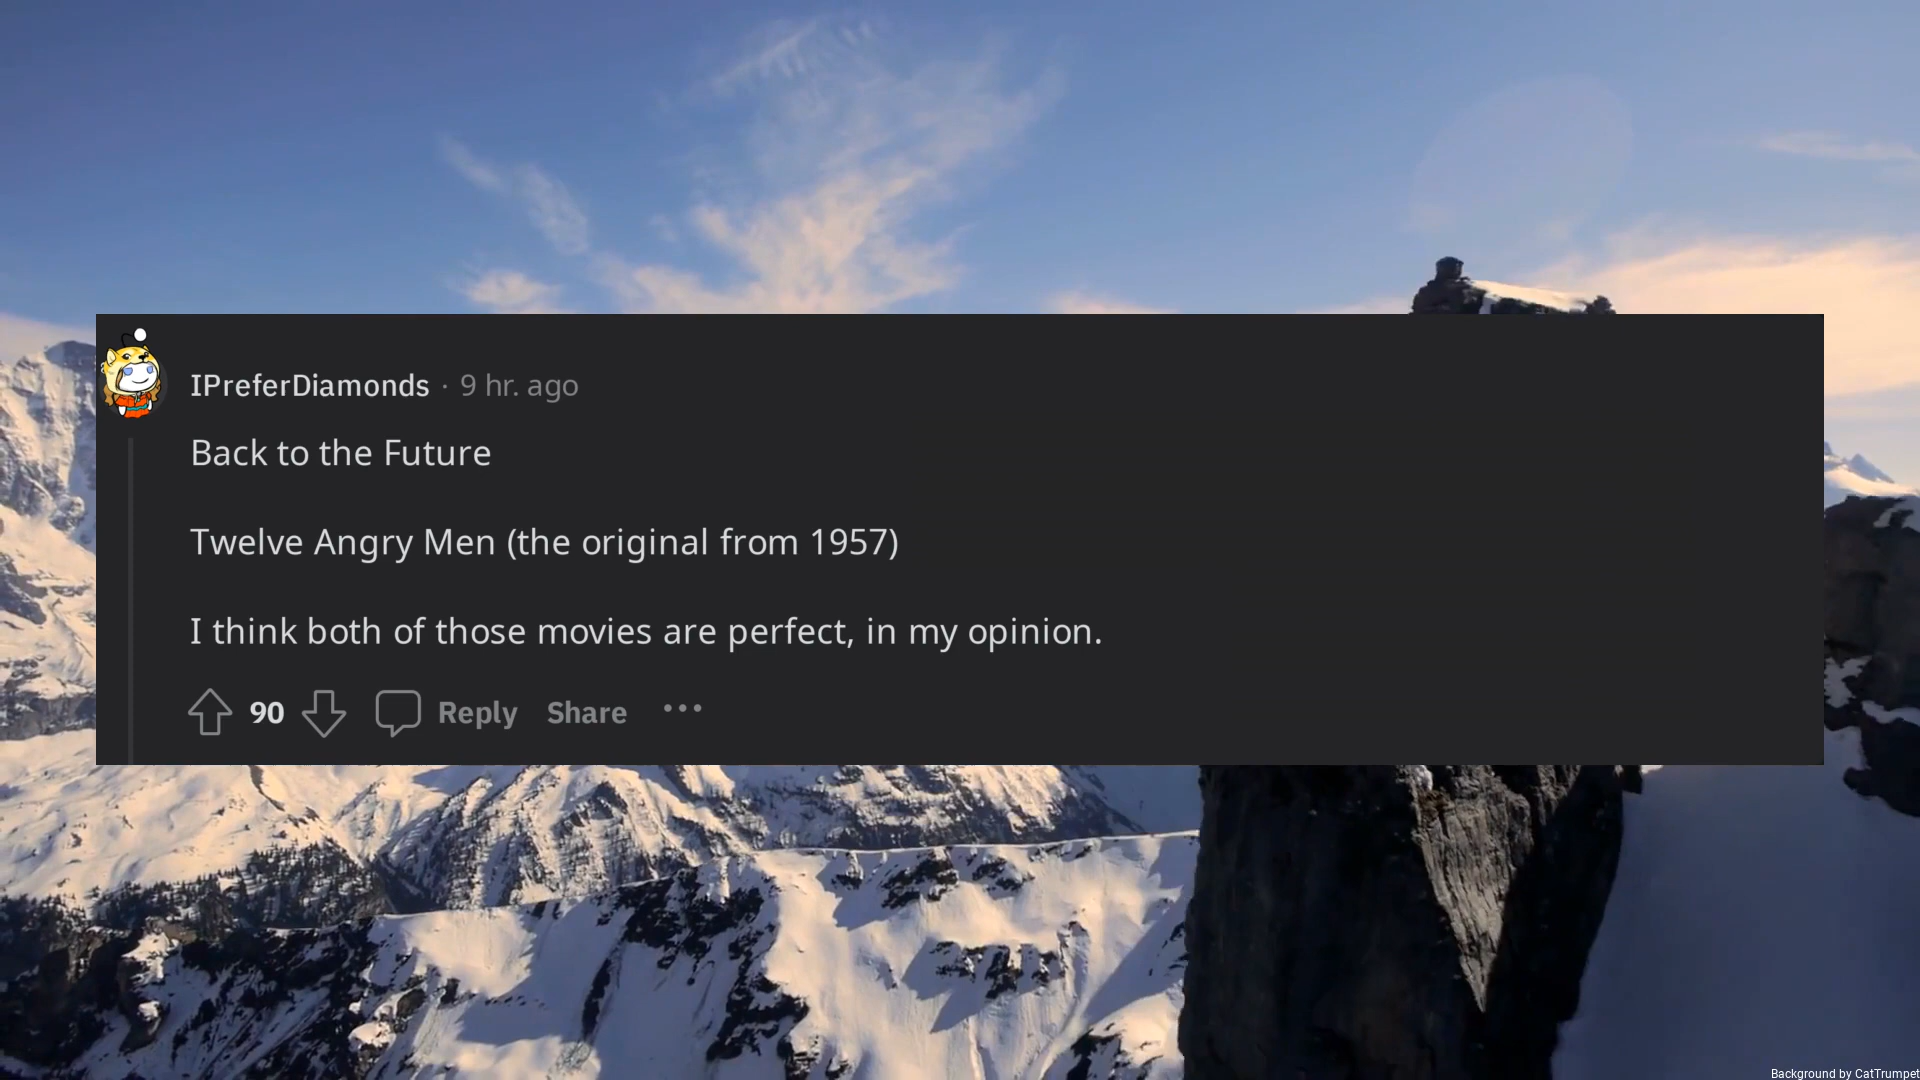 IPreferDiamonds · 9 hr. ago
Back to the Future
Twelve Angry Men (the original from 1957)
I think both of those movies are perfect, in my opinion.
90 Reply Share ...
Background by CatTrumpet